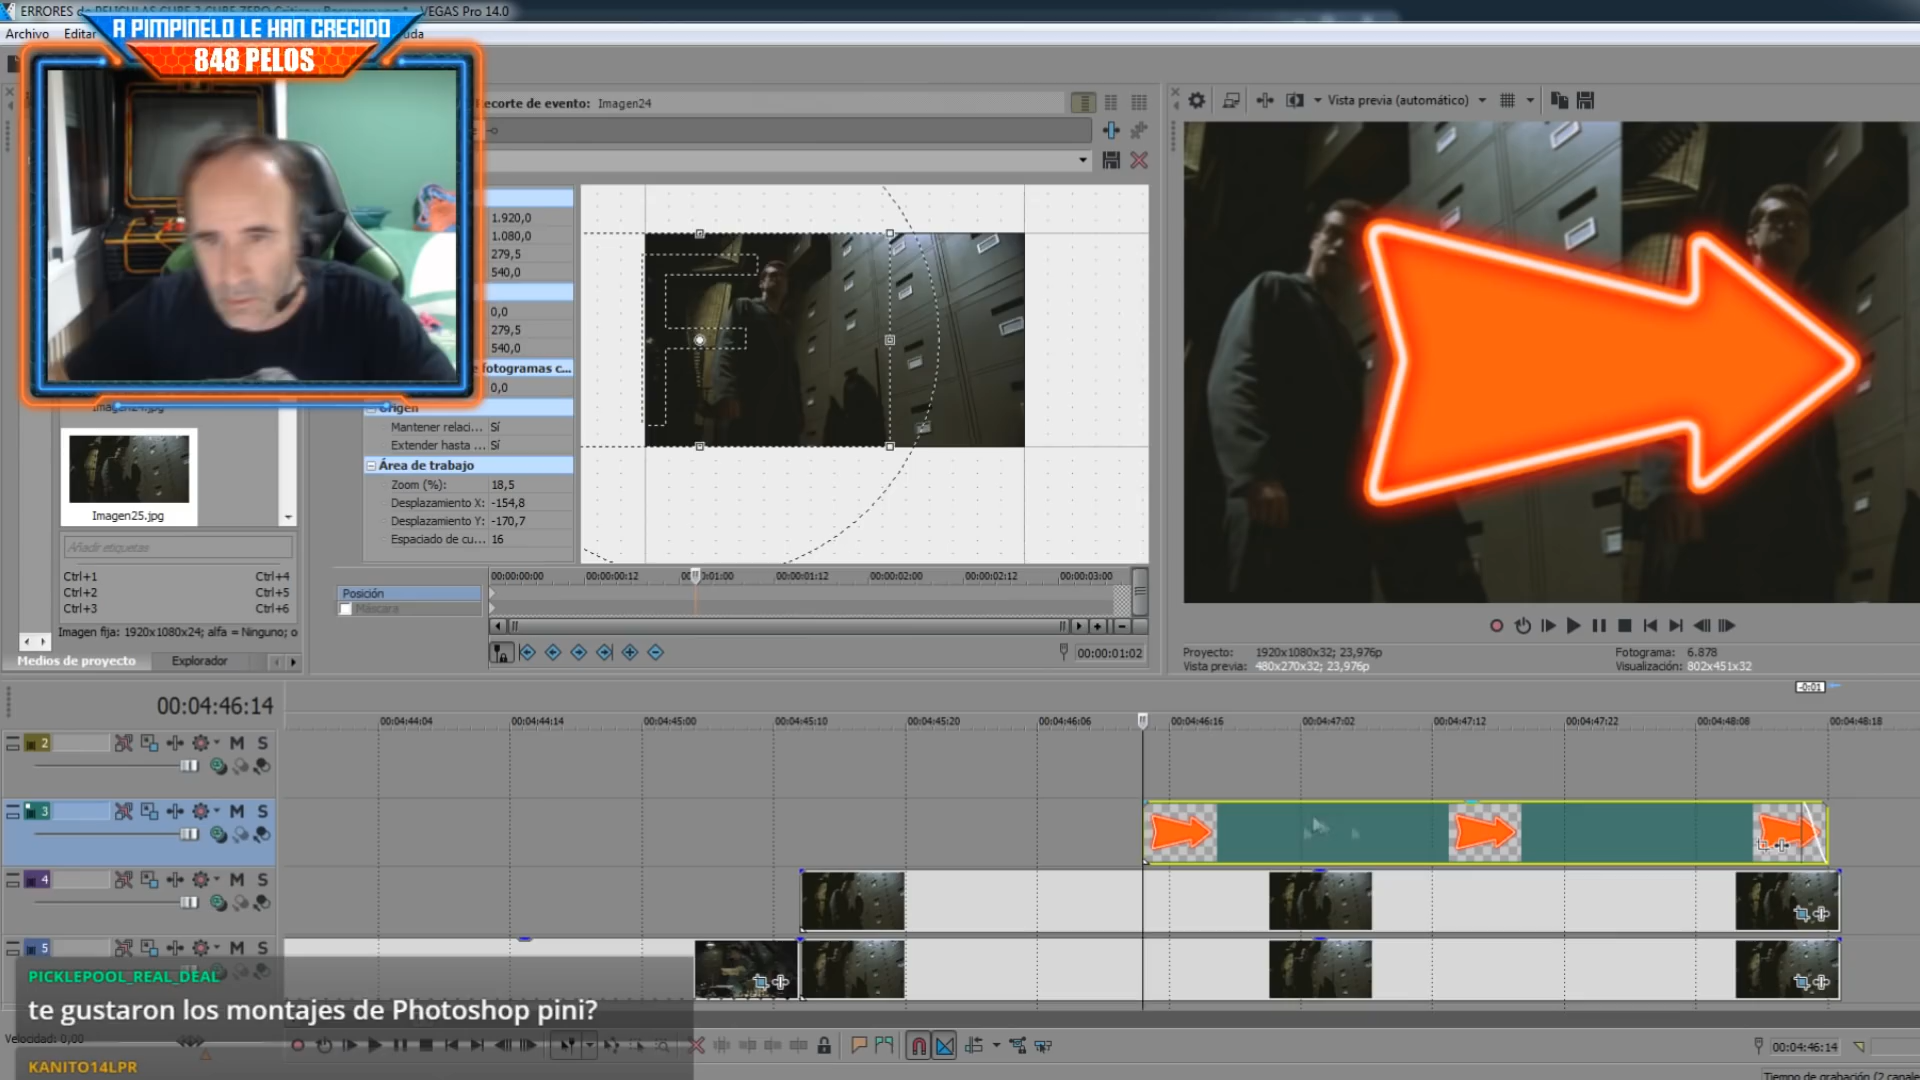 VEGAS Pro 14.0
Archivo
Editar
A PIMPINELO LE HAN CRECIDO
848 PELOS
Recorte de evento: Imagen24
Vista previa (automático)
1.920,0
1.080,0
279,5
540,0
0,0
279,5
540,0
fotogramas c...
0,0
Origen
Mantener relaci... Sí
Extender hasta ... Sí
Área de trabajo
Zoom (%): 18,5
Desplazamiento X: -154,8
Desplazamiento Y: -170,7
Espaciado de cu... 16
Imagen25.jpg
Añadir etiquetas
Ctrl+1 Ctrl+4
Ctrl+2 Ctrl+5
Ctrl+3 Ctrl+6
Imagen fija: 1920x1080x24; alfa = Ninguno; o
Medios de proyecto Explorador
00:00:00:00 00:00:00:12 00:00:01:00 00:00:01:12 00:00:02:00 00:00:02:12 00:00:03:00
Posición
Máscara
00:00:01:02
Proyecto: 1920x1080x32; 23,976p
Vista previa: 480x270x32; 23,976p
Fotograma: 6.878
Visualización: 802x451x32
-0:01
00:04:46:14
00:04:44:04 00:04:44:14 00:04:45:00 00:04:45:10 00:04:45:20 00:04:46:06 00:04:46:16 00:04:47:02 00:04:47:12 00:04:47:22 00:04:48:08 00:04:48:18
2 M S
3 M S
4 M S
5 M S
PICKLEPOOL_REAL_DEAL
te gustaron los montajes de Photoshop pini?
Velocidad: 0,00
KANITO14LPR
00:04:46:14
Tiempo de grabación (2 canale